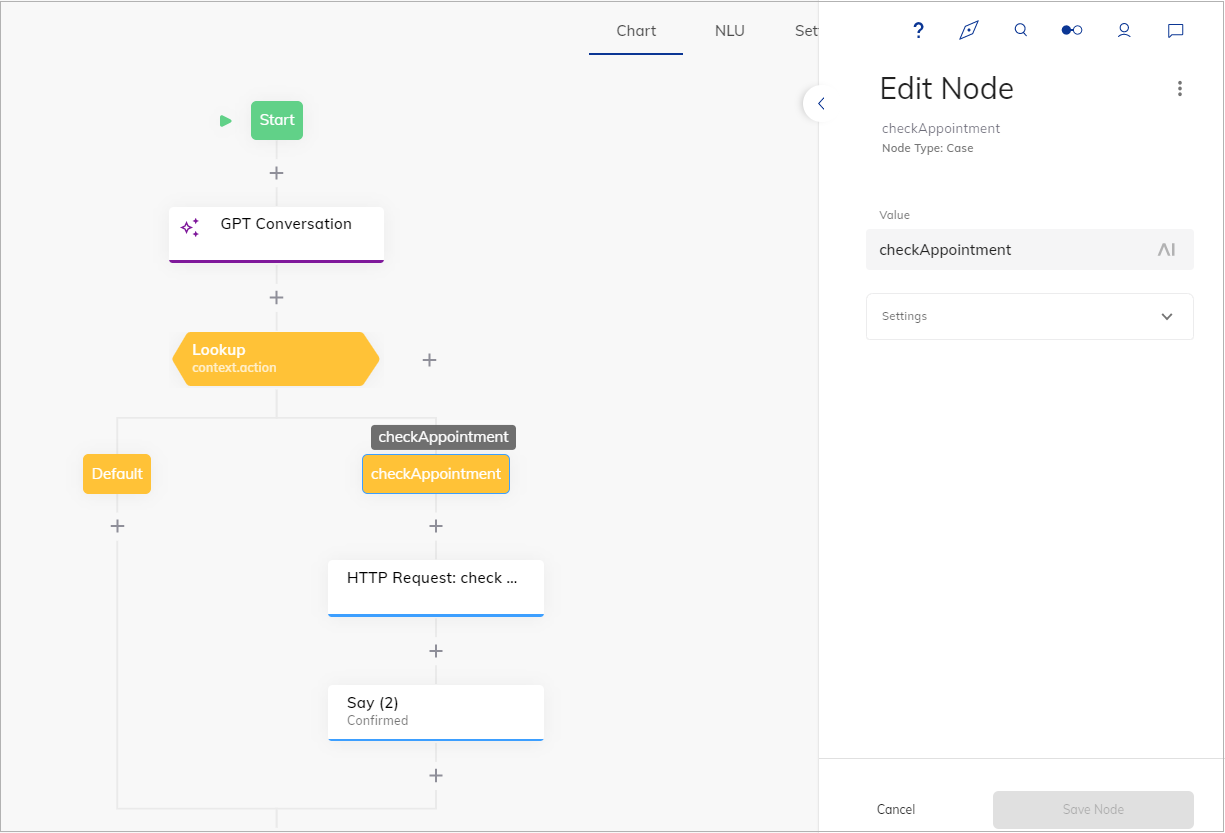 Chart
NLU
Set
?
Edit Node
checkAppointment
Node Type: Case
Value
checkAppointment
Settings
Cancel
Save Node
Start
GPT Conversation
Lookup
context.action
checkAppointment
Default
checkAppointment
HTTP Request: check ...
Say (2)
Confirmed